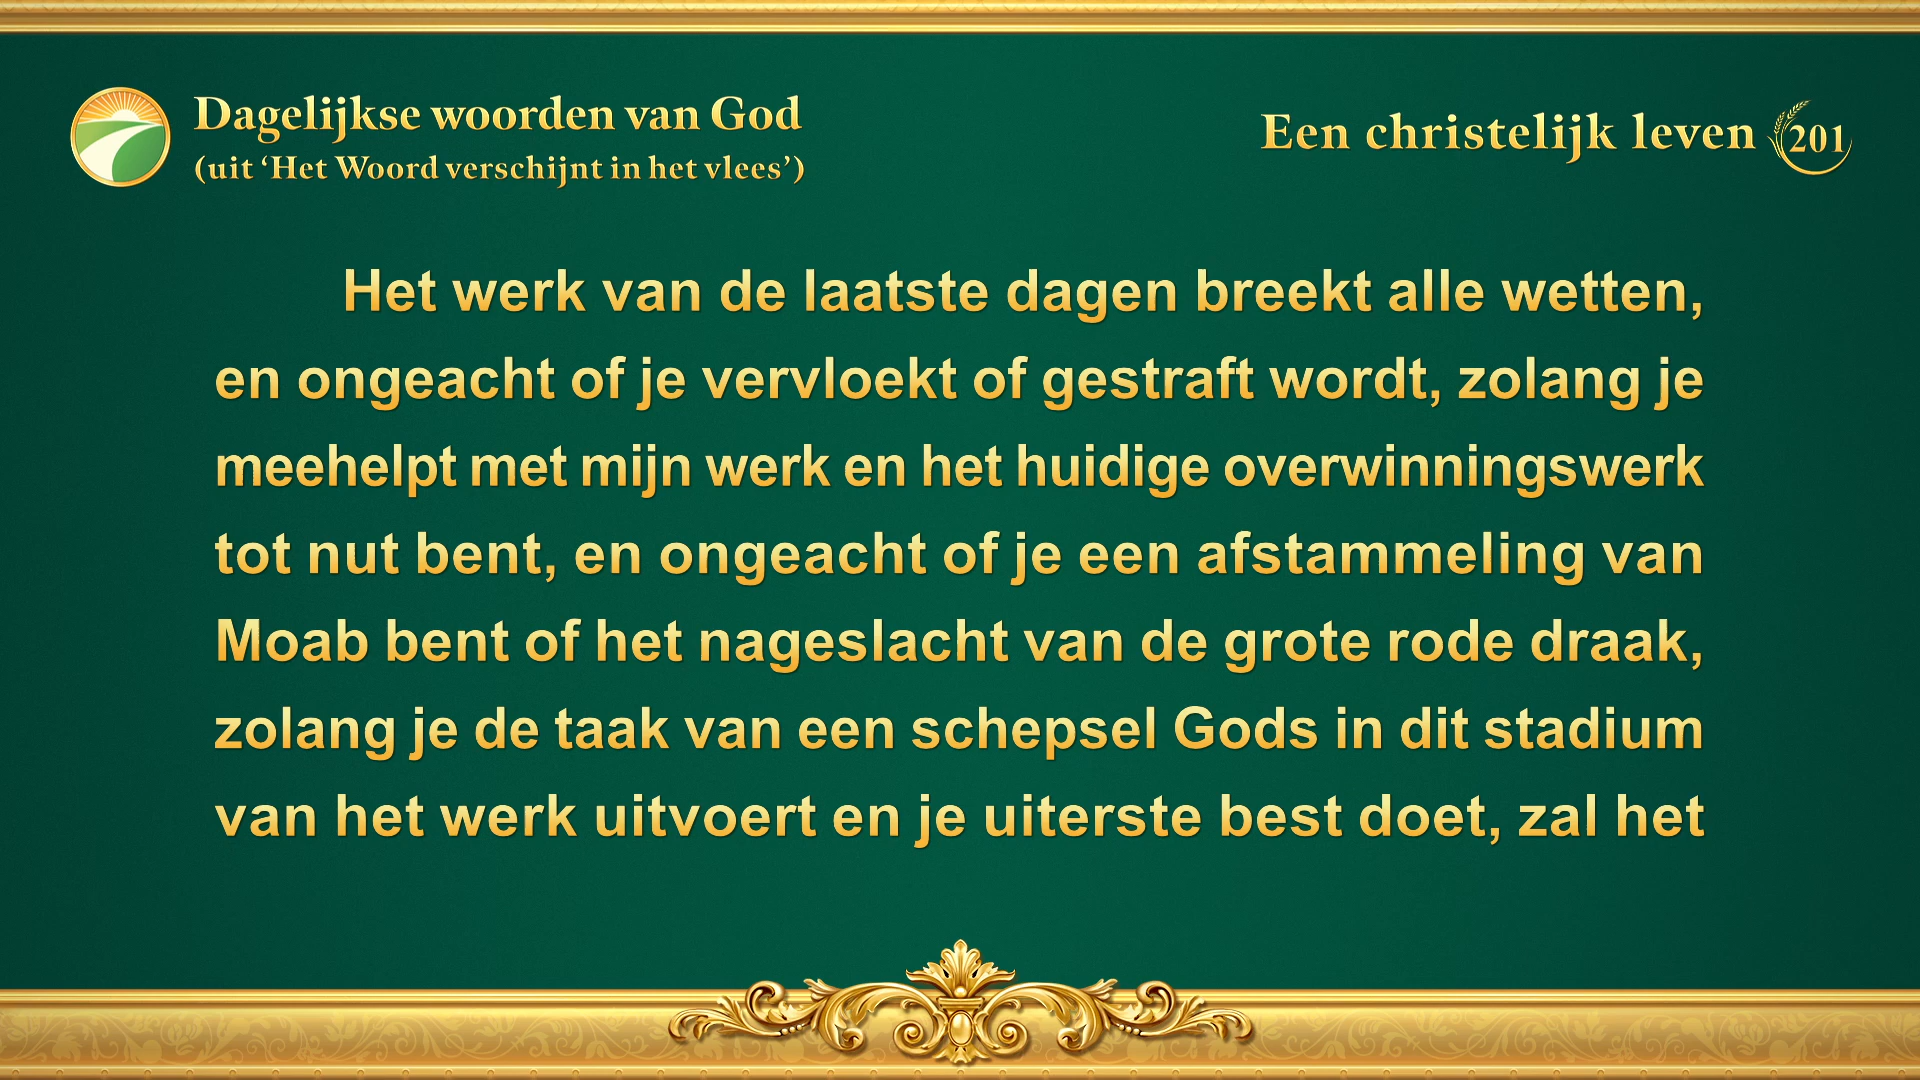 Dagelijkse woorden van God
(uit ‘Het Woord verschijnt in het vlees’)
Een christelijk leven 201
Het werk van de laatste dagen breekt alle wetten,
en ongeacht of je vervloekt of gestraft wordt, zolang je
meehelpt met mijn werk en het huidige overwinningswerk
tot nut bent, en ongeacht of je een afstammeling van
Moab bent of het nageslacht van de grote rode draak,
zolang je de taak van een schepsel Gods in dit stadium
van het werk uitvoert en je uiterste best doet, zal het